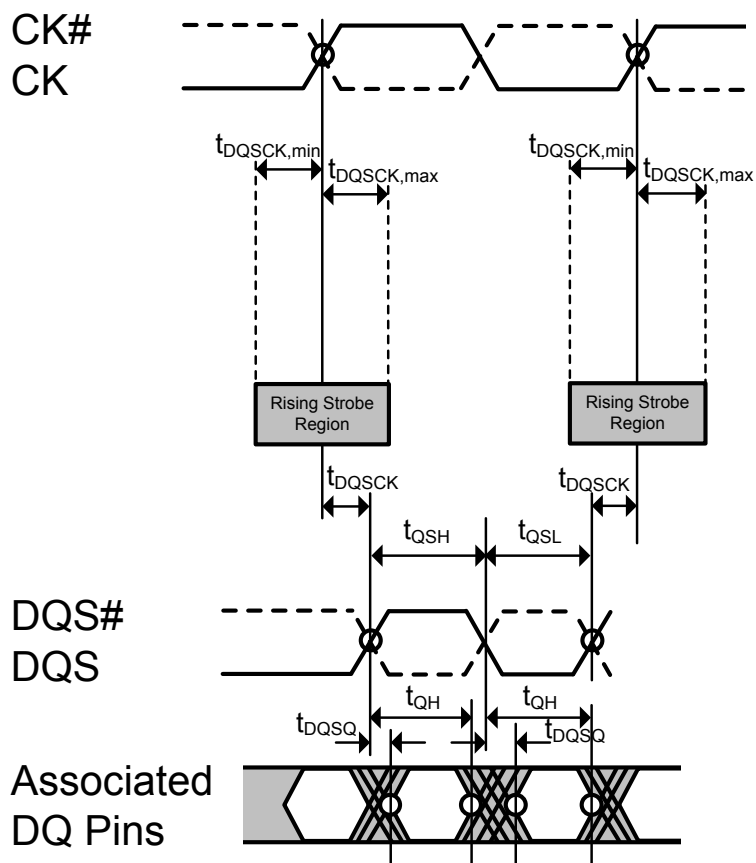 CK#
CK
tDQSCK,min
tDQSCK,max
tDQSCK,min
tDQSCK,max
Rising Strobe
Region
Rising Strobe
Region
tDQSCK
tDQSCK
tQSH
tQSL
DQS#
DQS
tQH
tQH
tDQSQ
tDQSQ
Associated
DQ Pins